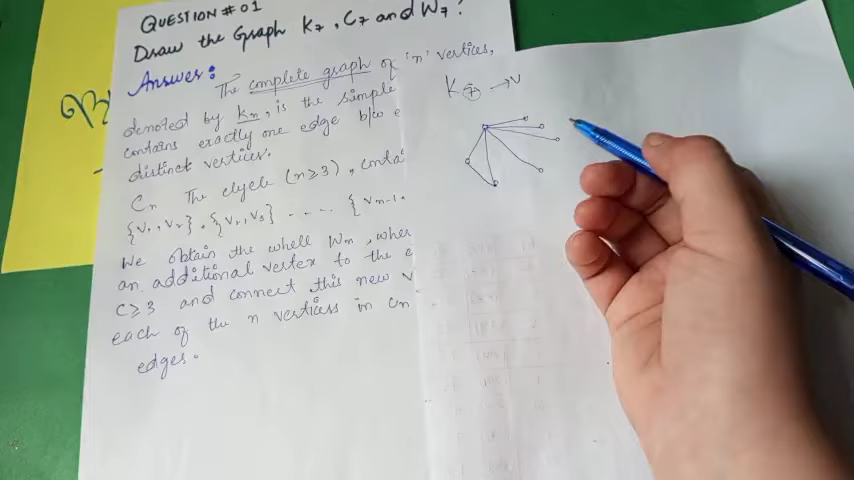 QUESTION # 01
Draw the Graph K7, C7 and W7?
Answer:
The complete graph of 'n' vertices,
denoted by Kn, is the simple
contains exactly one edge b/w e
distinct vertices.
Cn The clycle (n≥3), contai
{v1, v2}, {v2, v3} .... {vn-1.
We obtain the whell Wn, wher
an additional vertex to the c
C≥3 and connect this new v
each of the n vertices in Cn
edges.
K7 → v